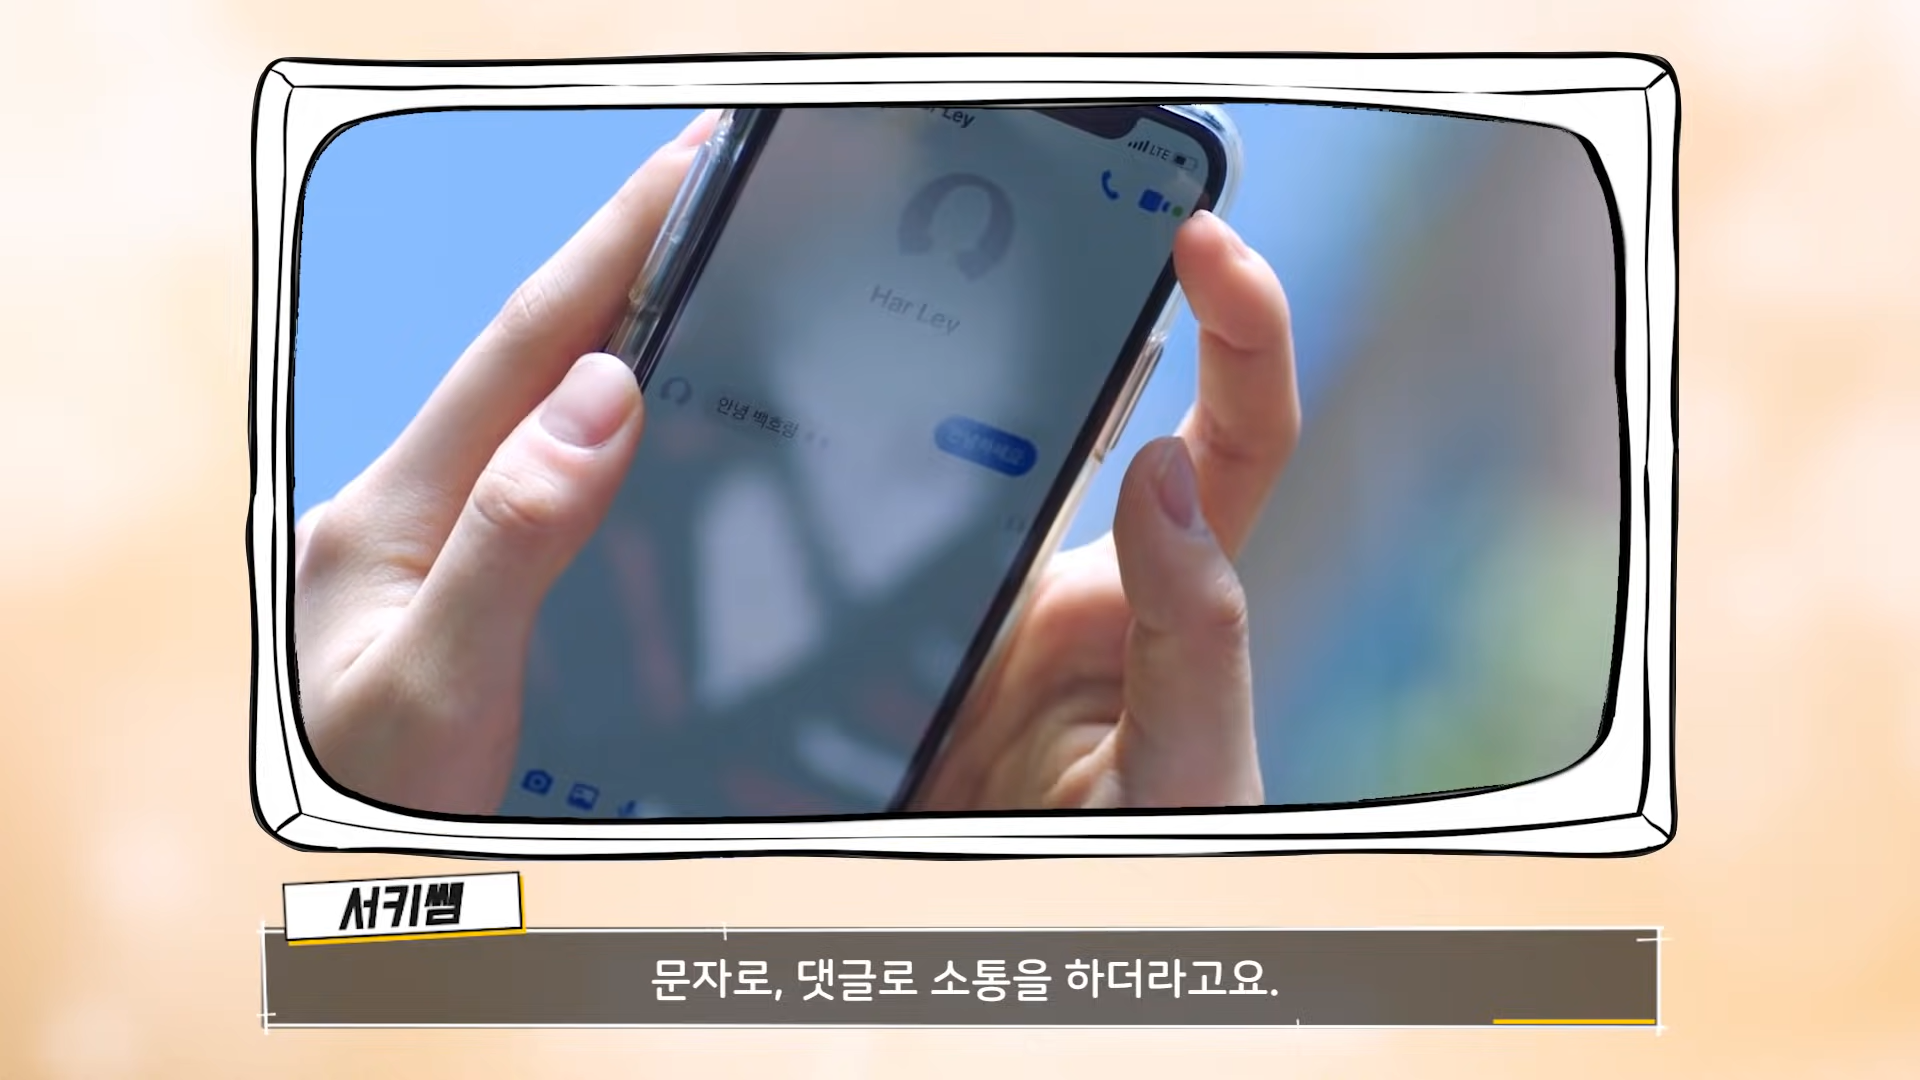 Ley
LTE
Har Ley
안녕 백호랑
서키쌤
문자로, 댓글로 소통을 하더라고요.